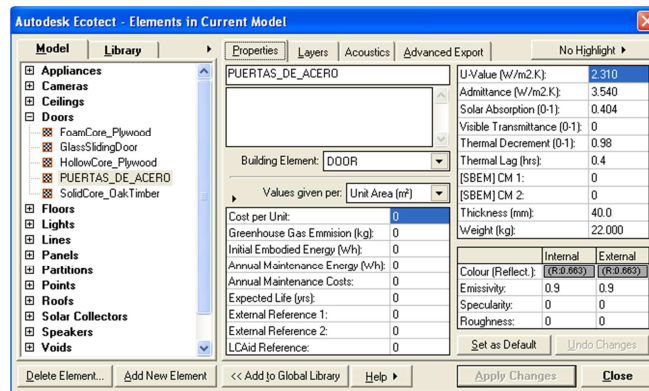 Autodesk Ecotect - Elements in Current Model
Model Library
Properties Layers Acoustics Advanced Export No Highlight
Appliances
Cameras
Ceilings
Doors
FoamCore_Plywood
GlassSlidingDoor
HollowCore_Plywood
PUERTAS_DE_ACERO
SolidCore_OakTimber
Floors
Lights
Lines
Panels
Partitions
Points
Roofs
Solar Collectors
Speakers
Voids
PUERTAS_DE_ACERO
Building Element: DOOR
Values given per: Unit Area (m²)
Cost per Unit: 0
Greenhouse Gas Emmision (kg): 0
Initial Embodied Energy (Wh): 0
Annual Maintenance Energy (Wh): 0
Annual Maintenance Costs: 0
Expected Life (yrs): 0
External Reference 1: 0
External Reference 2: 0
LCAid Reference: 0
U-Value (W/m2.K): 2.310
Admittance (W/m2.K): 3.540
Solar Absorption (0-1): 0.404
Visible Transmittance (0-1): 0
Thermal Decrement (0-1): 0.98
Thermal Lag (hrs): 0.4
[SBEM] CM 1: 0
[SBEM] CM 2: 0
Thickness (mm): 40.0
Weight (kg): 22.000
Internal External
Colour (Reflect.): (R:0.663) (R:0.663)
Emissivity: 0.9 0.9
Specularity: 0 0
Roughness: 0 0
Set as Default Undo Changes
Delete Element... Add New Element << Add to Global Library Help Apply Changes Close